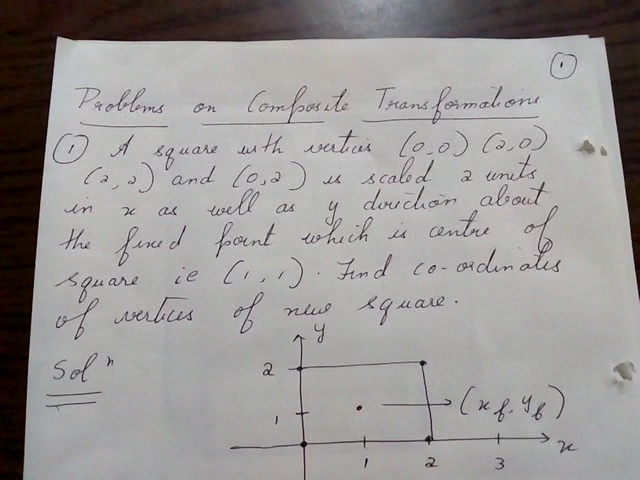 1
Problems on Composite Transformations
1 A square with vertices (0,0) (2,0)
(2,2) and (0,2) is scaled 2 units
in x as well as y direction about
the fixed point which is centre of
square ie (1,1). Find co-ordinates
of vertices of new square.
Solⁿ
y
2
1
(xf, yf)
x
1 2 3